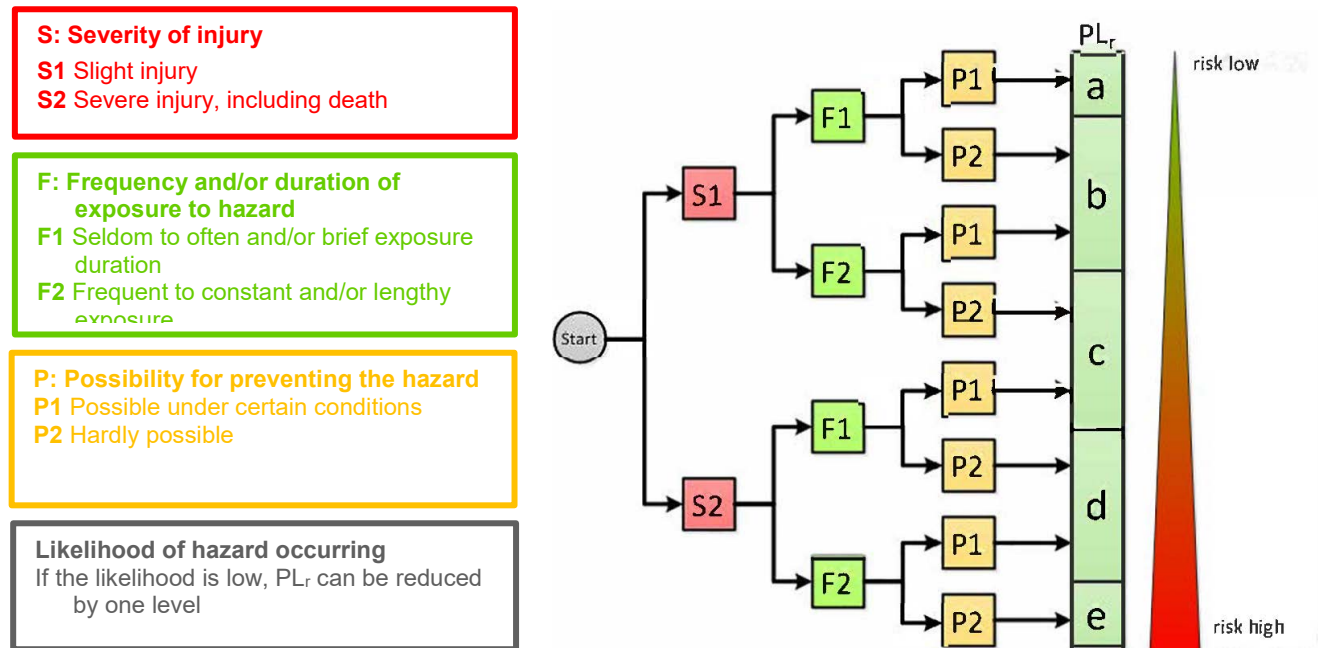 S: Severity of injury
S1 Slight injury
S2 Severe injury, including death
F: Frequency and/or duration of
exposure to hazard
F1 Seldom to often and/or brief exposure
duration
F2 Frequent to constant and/or lengthy
exposure
P: Possibility for preventing the hazard
P1 Possible under certain conditions
P2 Hardly possible
Likelihood of hazard occurring
If the likelihood is low, PLr can be reduced
by one level
Start
S1
S2
F1
F2
F1
F2
P1
P2
P1
P2
P1
P2
P1
P2
PLr
a
b
c
d
e
risk low
risk high